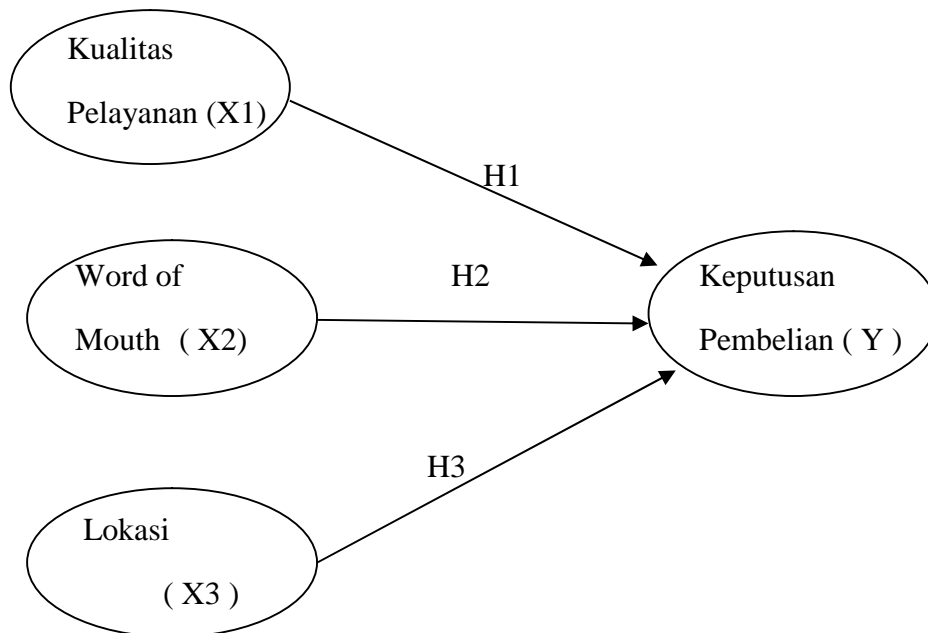 Kualitas
Pelayanan (X1)
H1
Word of
Mouth ( X2)
H2
Keputusan
Pembelian ( Y )
H3
Lokasi
( X3 )